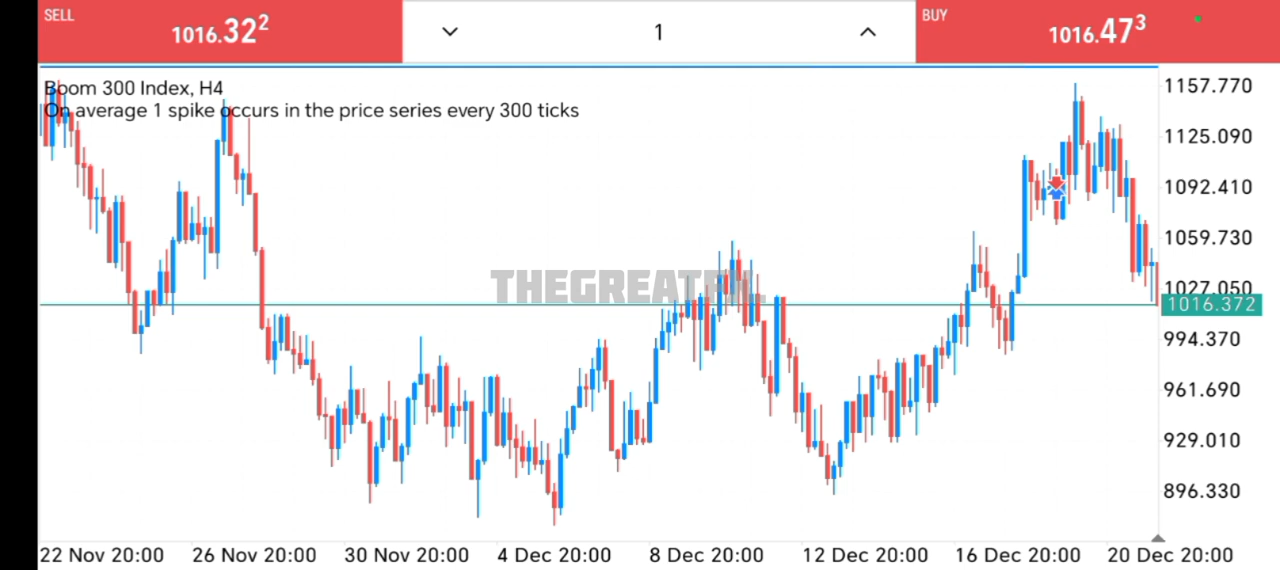 SELL
1016.322
1
BUY
1016.473
Boom 300 Index, H4
On average 1 spike occurs in the price series every 300 ticks
1157.770
1125.090
1092.410
1059.730
1027.050
1016.372
994.370
961.690
929.010
896.330
22 Nov 20:00 26 Nov 20:00 30 Nov 20:00 4 Dec 20:00 8 Dec 20:00 12 Dec 20:00 16 Dec 20:00 20 Dec 20:00